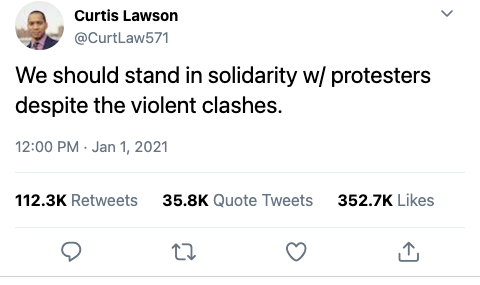 Curtis Lawson
@CurtLaw571
We should stand in solidarity w/ protesters
despite the violent clashes.
12:00 PM · Jan 1, 2021
112.3K Retweets 35.8K Quote Tweets 352.7K Likes